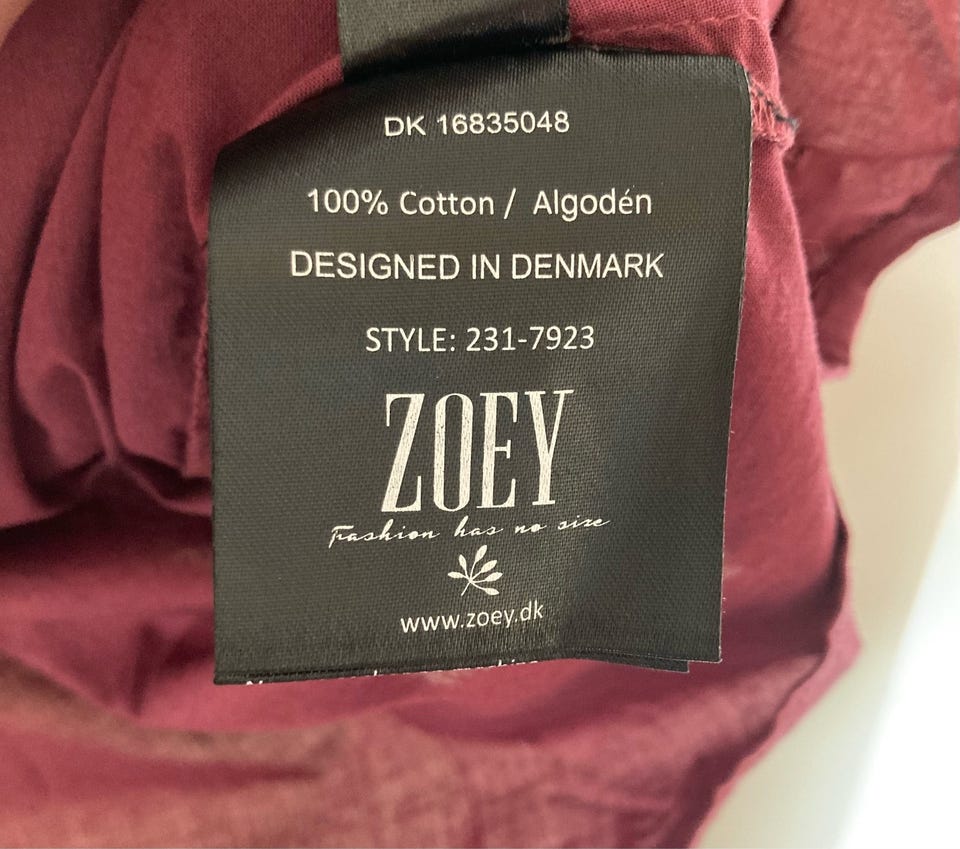 DK 16835048
100% Cotton / Algodén
DESIGNED IN DENMARK
STYLE: 231-7923
ZOEY
Fashion has no size
www.zoey.dk